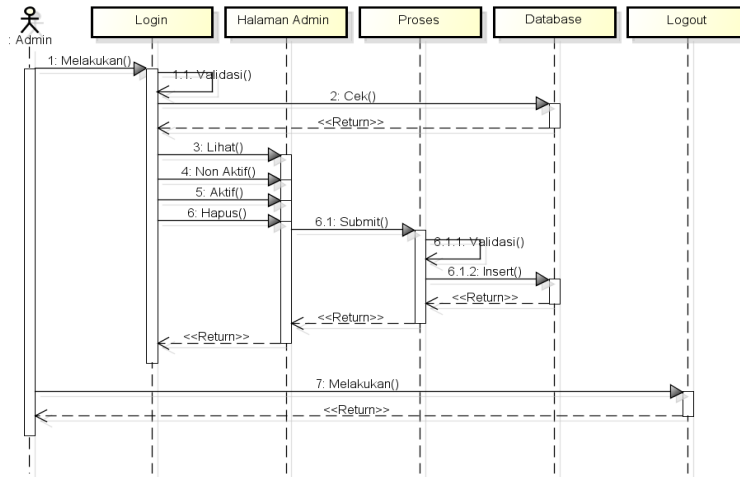 Login
Halaman Admin
Proses
Database
Logout
: Admin
1: Melakukan()
1.1: Validasi()
2: Cek()
<<Return>>
3: Lihat()
4: Non Aktif()
5: Aktif()
6: Hapus()
6.1: Submit()
6.1.1: Validasi()
6.1.2: Insert()
<<Return>>
<<Return>>
<<Return>>
7: Melakukan()
<<Return>>